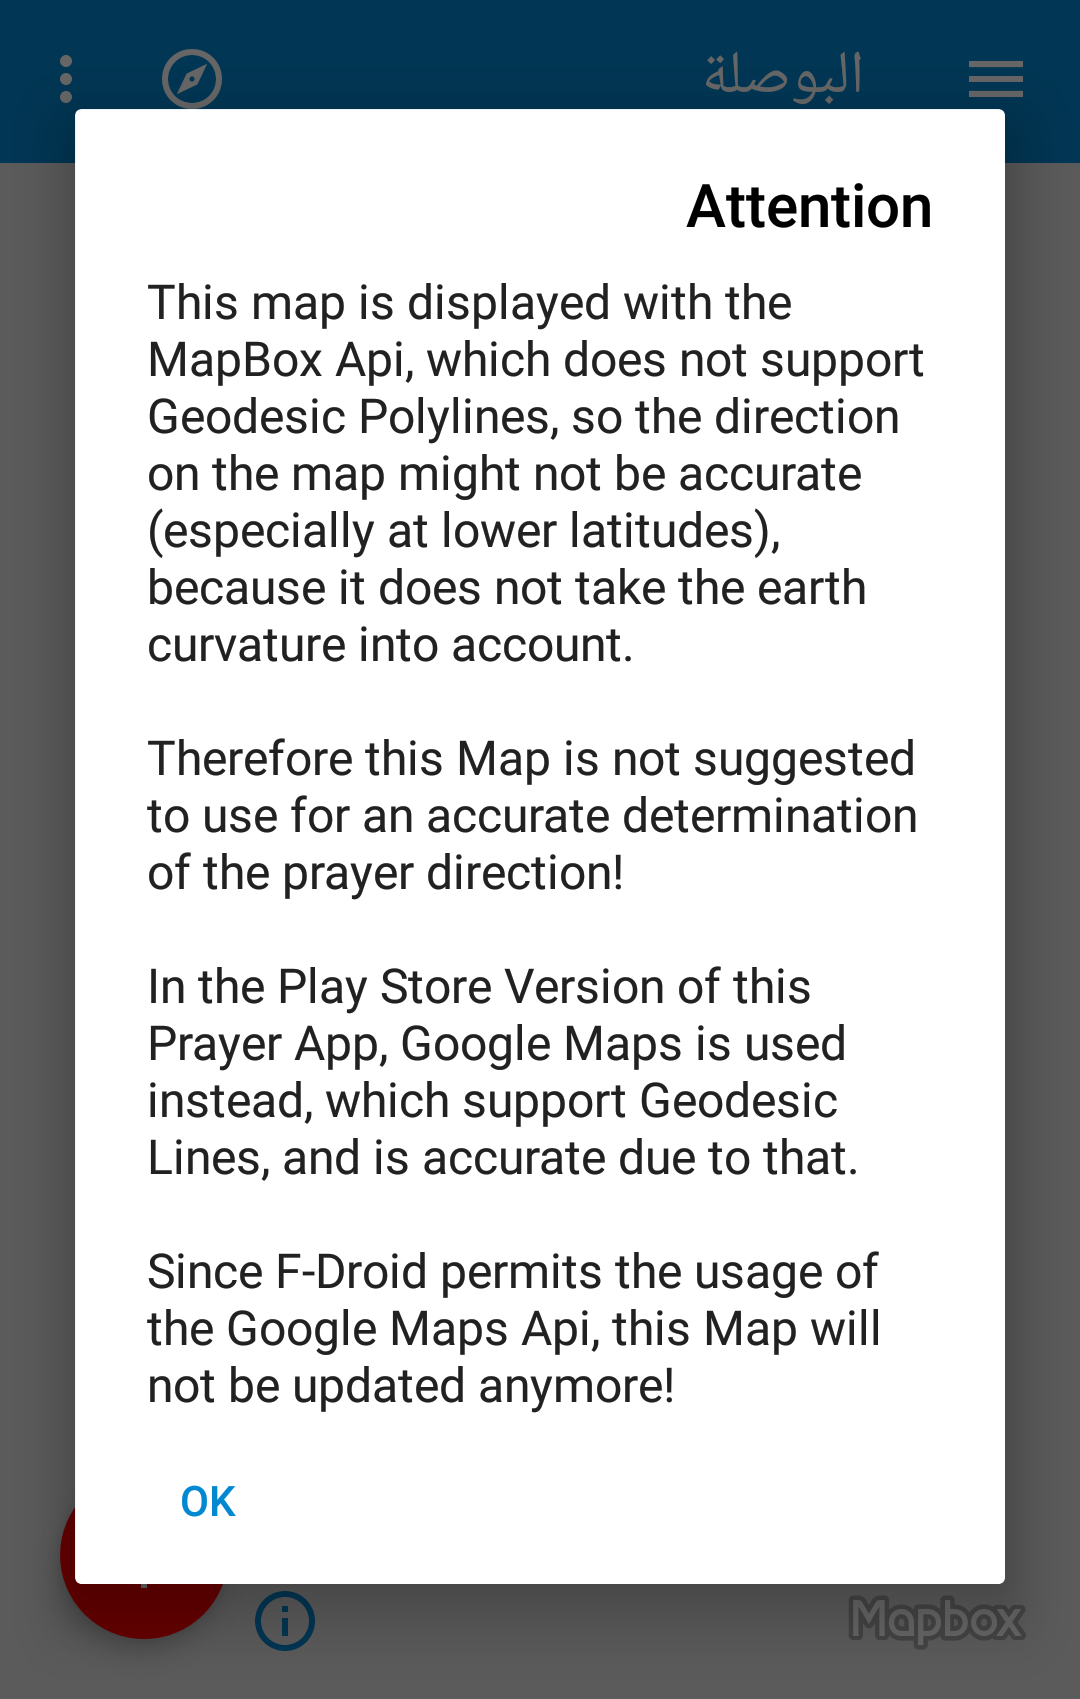 البوصلة
Attention
This map is displayed with the
MapBox Api, which does not support
Geodesic Polylines, so the direction
on the map might not be accurate
(especially at lower latitudes),
because it does not take the earth
curvature into account.
Therefore this Map is not suggested
to use for an accurate determination
of the prayer direction!
In the Play Store Version of this
Prayer App, Google Maps is used
instead, which support Geodesic
Lines, and is accurate due to that.
Since F-Droid permits the usage of
the Google Maps Api, this Map will
not be updated anymore!
OK
Mapbox